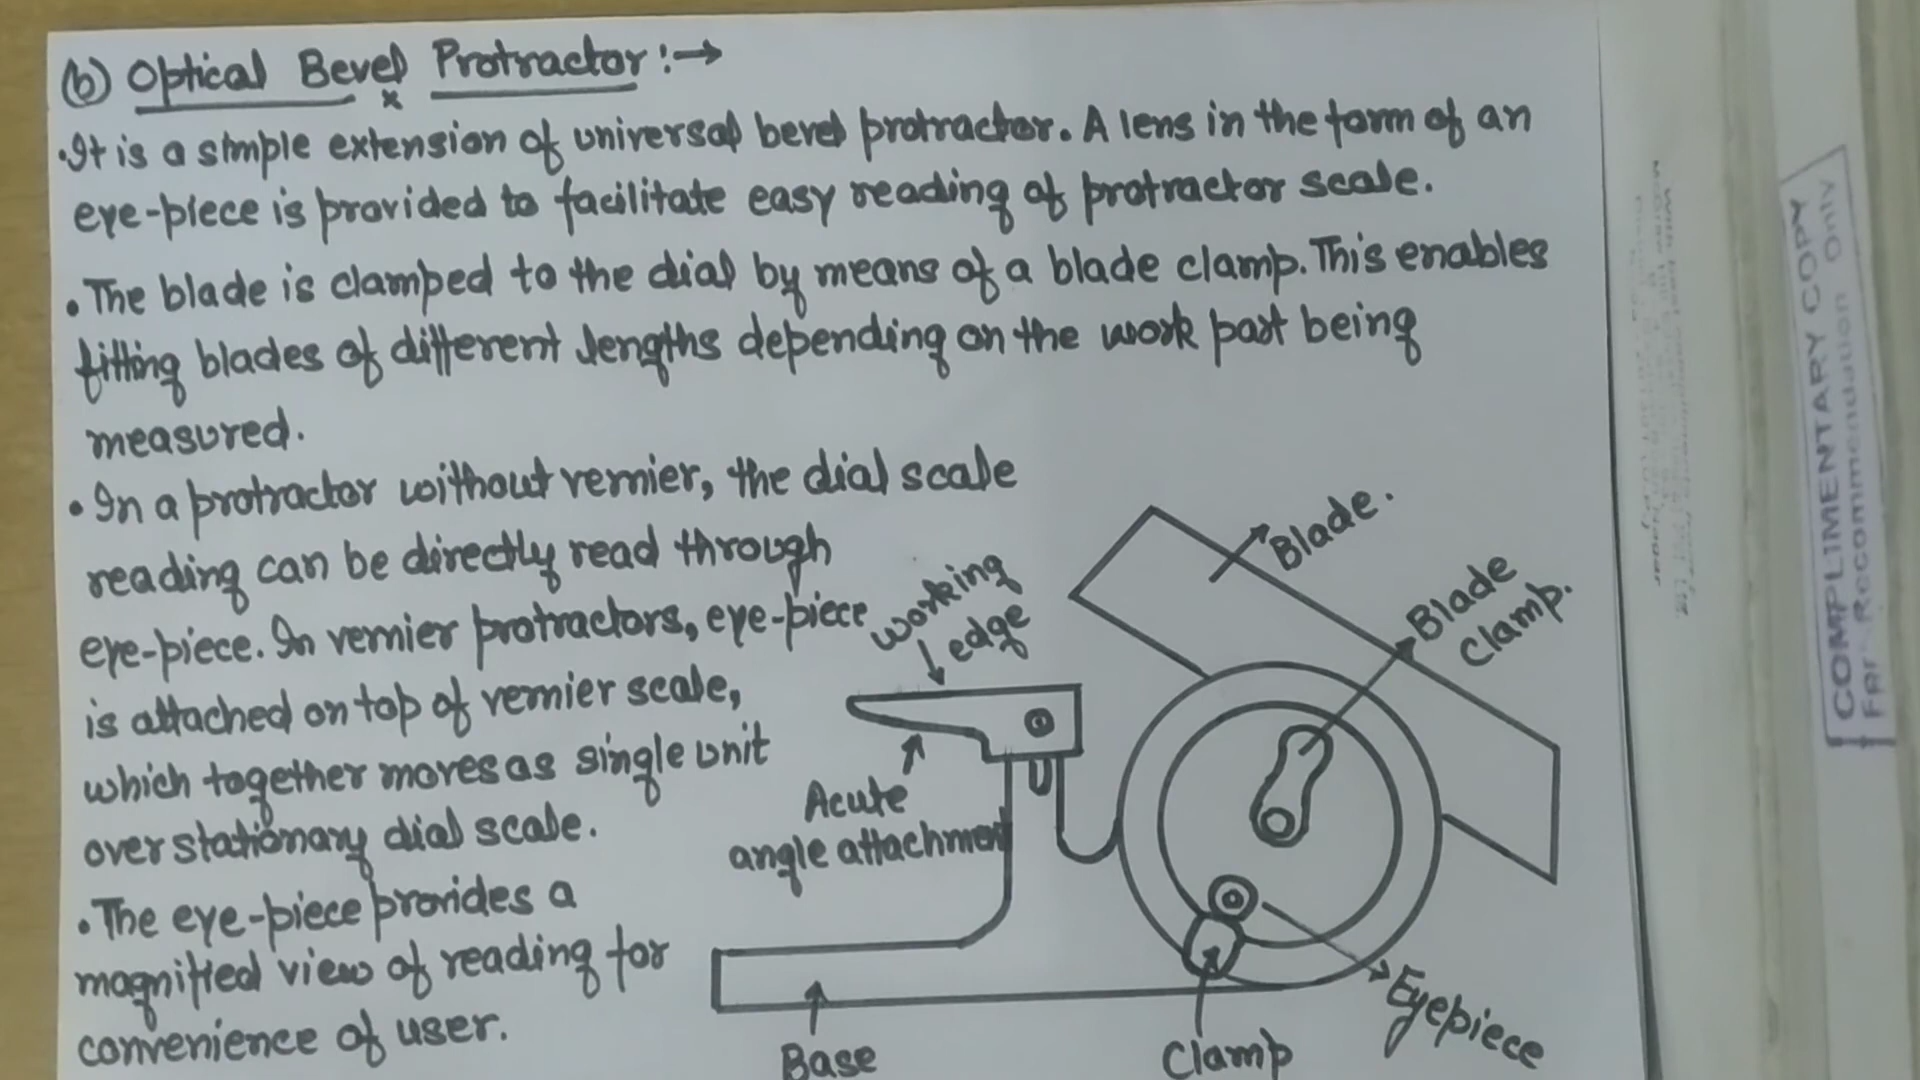 (b) Optical Bevel Protractor :→
x
•It is a simple extension of universal bevel protractor. A lens in the form of an
eye-piece is provided to facilitate easy reading of protractor scale.
• The blade is clamped to the dial by means of a blade clamp. This enables
fitting blades of different lengths depending on the work part being
measured.
• In a protractor without vernier, the dial scale
reading can be directly read through
eye-piece. In vernier protractors, eye-piece
is attached on top of vernier scale,
which together moves as single unit
over stationary dial scale.
• The eye-piece provides a
magnified view of reading for
convenience of user.
Blade.
Blade
Clamp.
working
edge
Acute
angle attachment
Base
Clamp
Eyepiece
COMPLIMENTARY COPY
For Recommendation Only